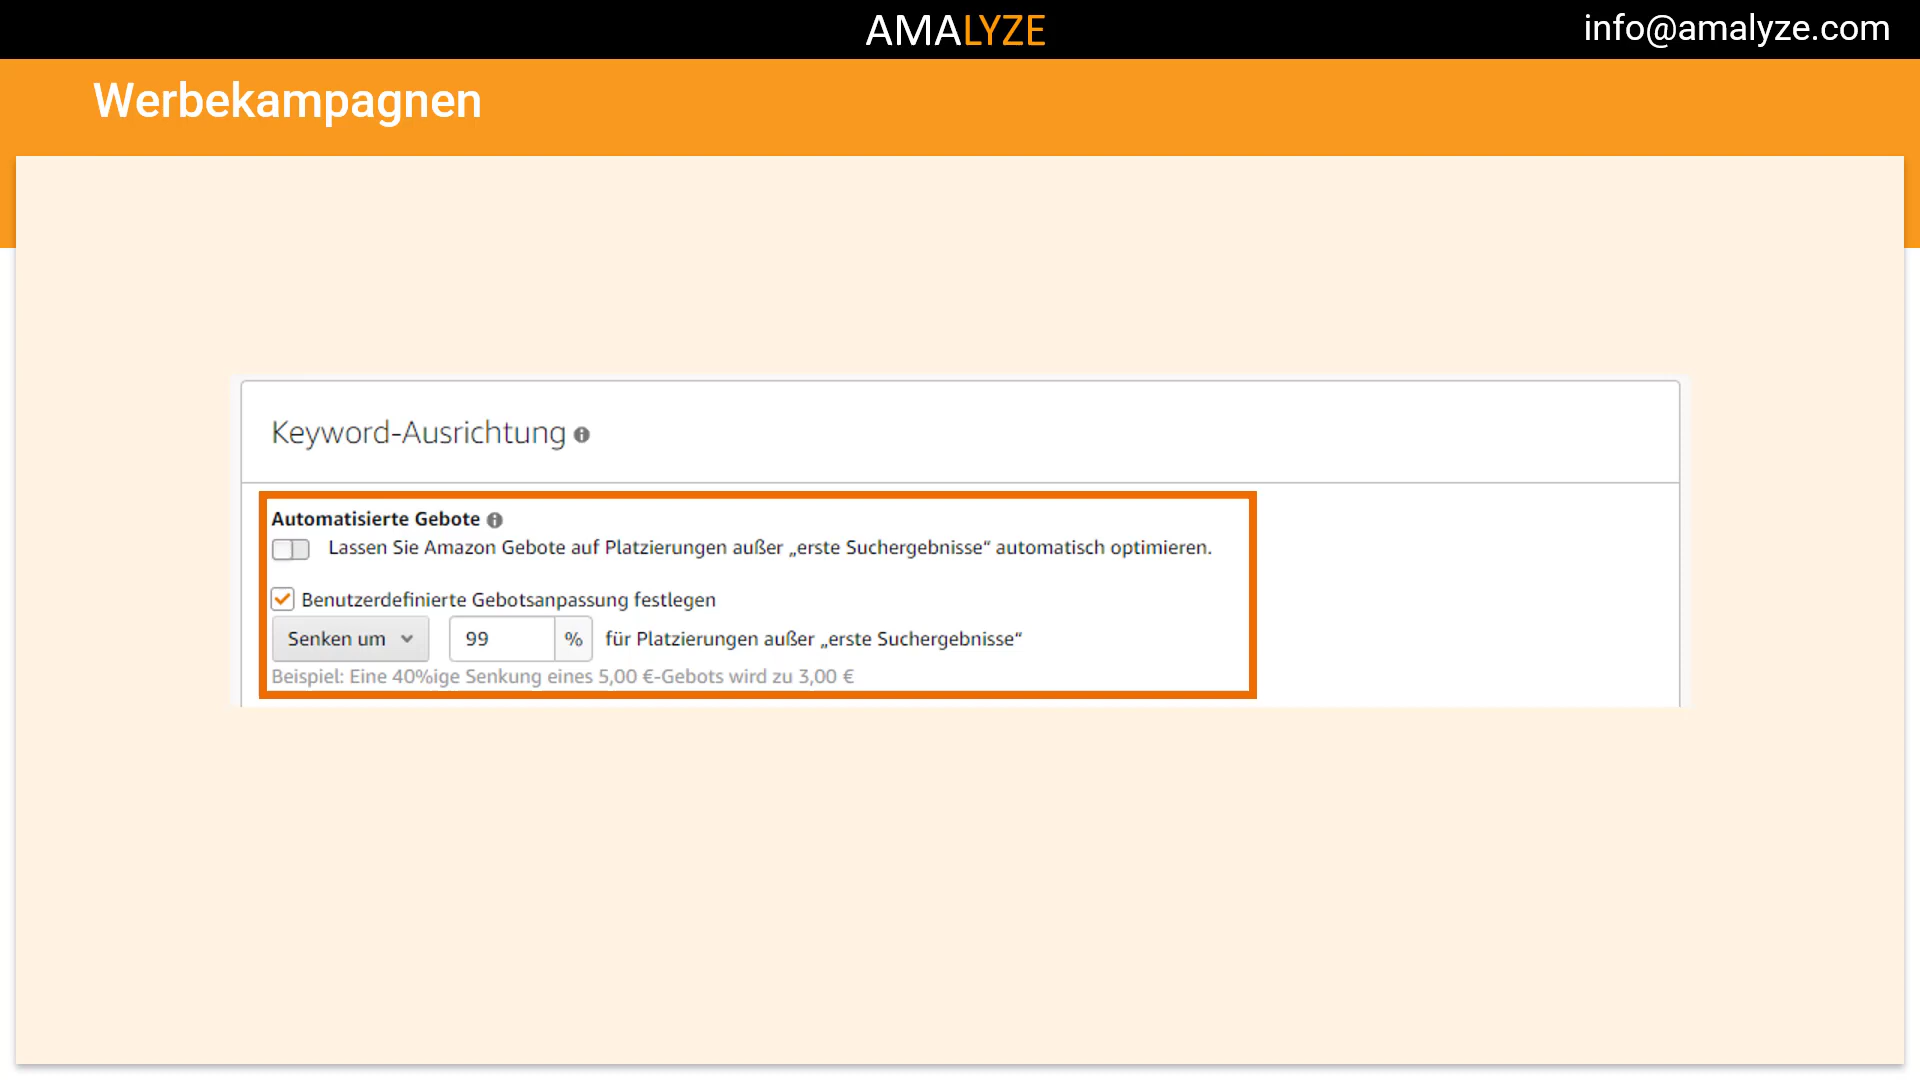 AMALYZE
info@amalyze.com
Werbekampagnen
Keyword-Ausrichtung
Automatisierte Gebote
Lassen Sie Amazon Gebote auf Platzierungen außer „erste Suchergebnisse“ automatisch optimieren.
Benutzerdefinierte Gebotsanpassung festlegen
Senken um 99 % für Platzierungen außer „erste Suchergebnisse“
Beispiel: Eine 40%ige Senkung eines 5,00 €-Gebots wird zu 3,00 €